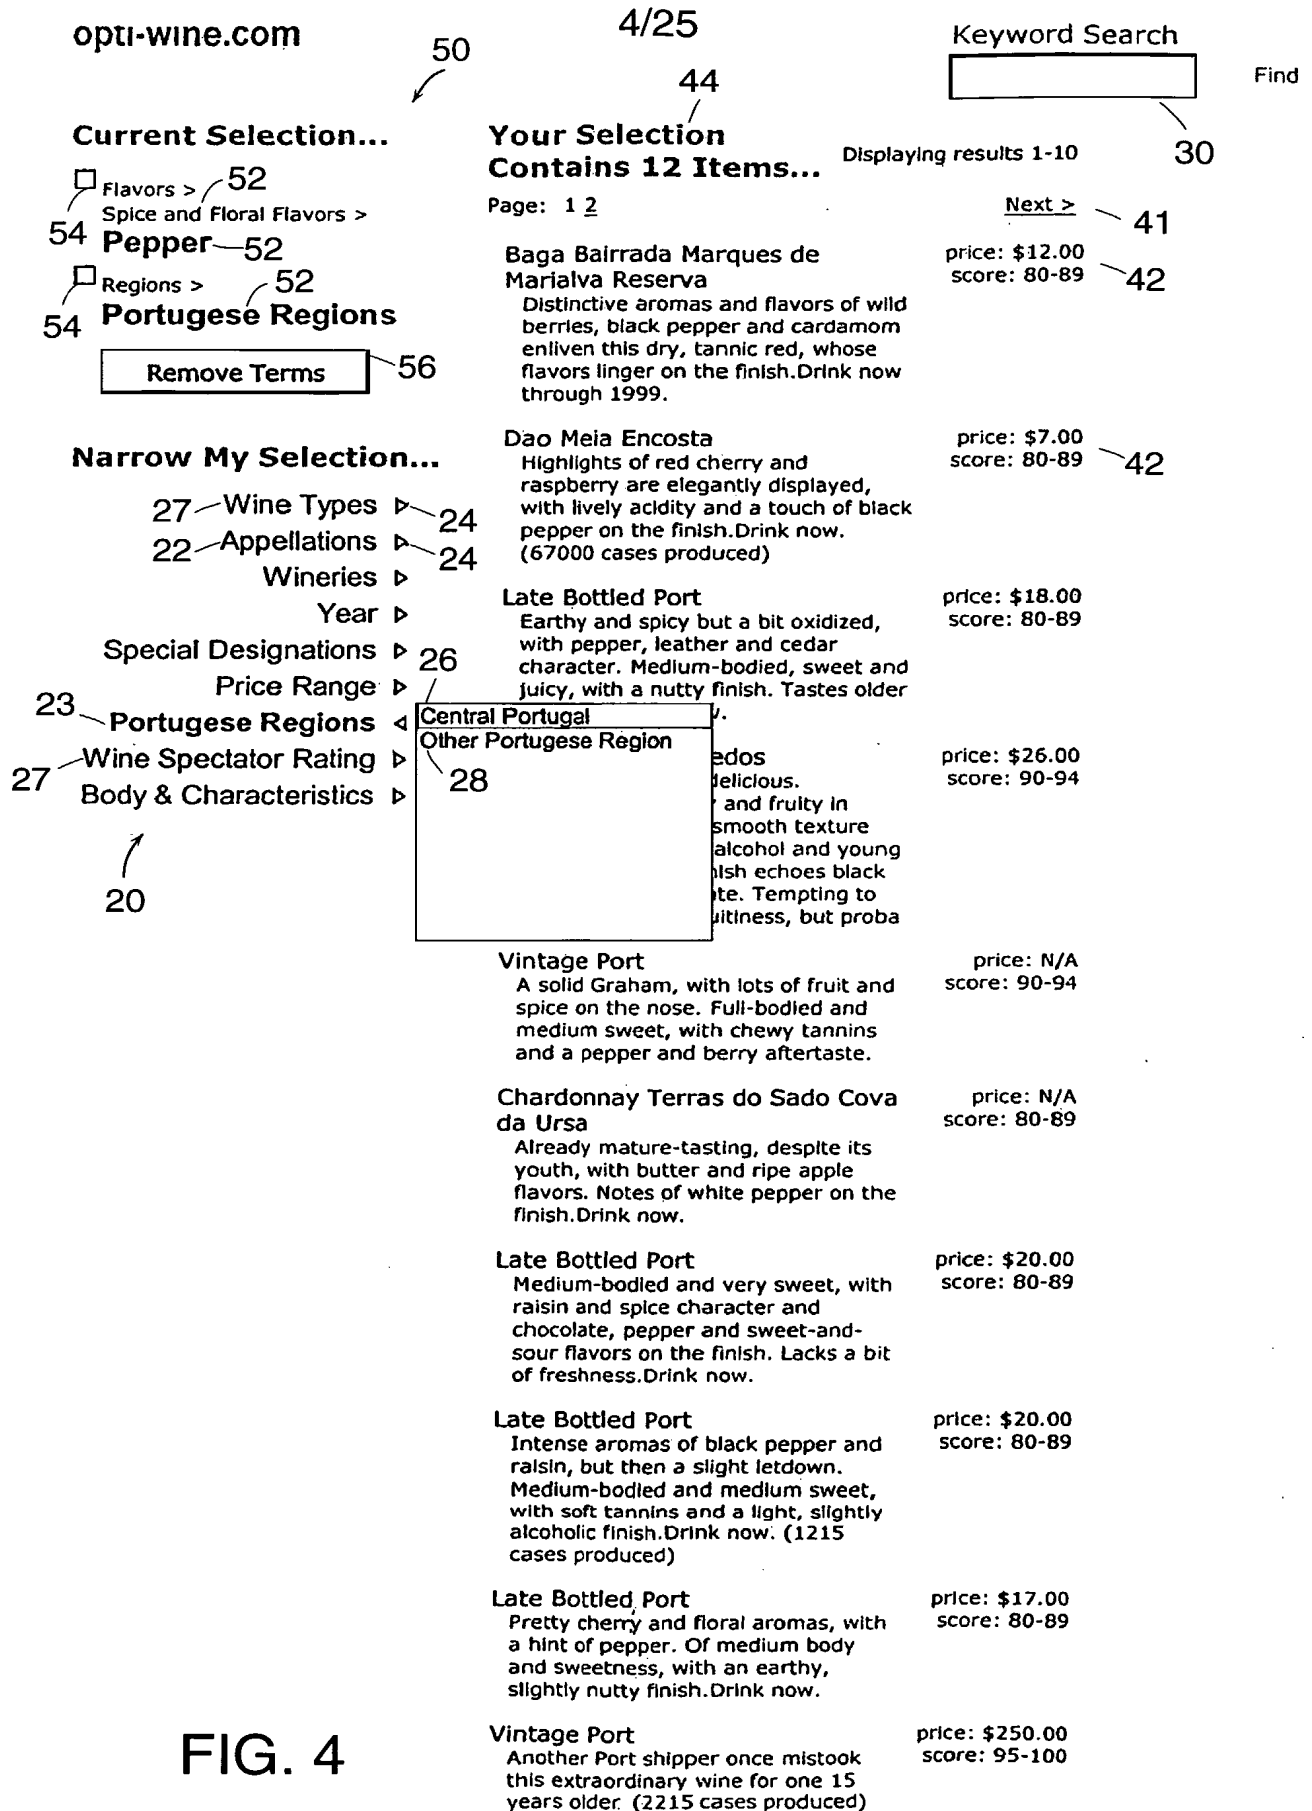 opti-wine.com
4/25
Keyword Search
Find
30
50
44
Current Selection...
Flavors >
52
Spice and Floral Flavors >
54
Pepper
52
Regions >
52
54
Portugese Regions
Remove Terms
56
Narrow My Selection...
27
Wine Types
24
22
Appellations
24
Wineries
Year
Special Designations
26
Price Range
23
Portugese Regions
27
Wine Spectator Rating
Body & Characteristics
20
Central Portugal
Other Portugese Region
28
Your Selection
Contains 12 Items...
Displaying results 1-10
Page: 1 2
Next >
41
Baga Bairrada Marques de
Marialva Reserva
price: $12.00
score: 80-89
42
Distinctive aromas and flavors of wild
berries, black pepper and cardamom
enliven this dry, tannic red, whose
flavors linger on the finish.Drink now
through 1999.
Dao Meia Encosta
price: $7.00
score: 80-89
42
Highlights of red cherry and
raspberry are elegantly displayed,
with lively acidity and a touch of black
pepper on the finish.Drink now.
(67000 cases produced)
Late Bottled Port
price: $18.00
score: 80-89
Earthy and spicy but a bit oxidized,
with pepper, leather and cedar
character. Medium-bodied, sweet and
juicy, with a nutty finish. Tastes older
edos
price: $26.00
score: 90-94
elicious.
and fruity in
smooth texture
alcohol and young
nish echoes black
te. Tempting to
uitiness, but proba
Vintage Port
price: N/A
score: 90-94
A solid Graham, with lots of fruit and
spice on the nose. Full-bodied and
medium sweet, with chewy tannins
and a pepper and berry aftertaste.
Chardonnay Terras do Sado Cova
da Ursa
price: N/A
score: 80-89
Already mature-tasting, despite its
youth, with butter and ripe apple
flavors. Notes of white pepper on the
finish.Drink now.
Late Bottled Port
price: $20.00
score: 80-89
Medium-bodied and very sweet, with
raisin and spice character and
chocolate, pepper and sweet-and-
sour flavors on the finish. Lacks a bit
of freshness.Drink now.
Late Bottled Port
price: $20.00
score: 80-89
Intense aromas of black pepper and
raisin, but then a slight letdown.
Medium-bodied and medium sweet,
with soft tannins and a light, slightly
alcoholic finish.Drink now. (1215
cases produced)
Late Bottled Port
price: $17.00
score: 80-89
Pretty cherry and floral aromas, with
a hint of pepper. Of medium body
and sweetness, with an earthy,
slightly nutty finish.Drink now.
Vintage Port
price: $250.00
score: 95-100
Another Port shipper once mistook
this extraordinary wine for one 15
years older. (2215 cases produced)
FIG. 4